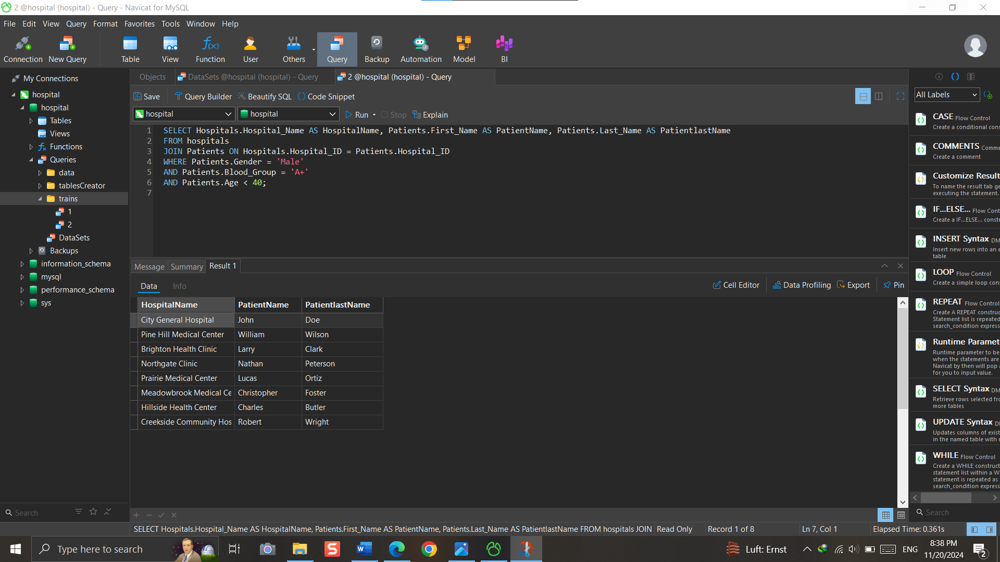 2 @hospital (hospital) - Query - Navicat for MySQL
File Edit View Query Format Favorites Tools Window Help
Connection New Query Table View Function User Others Query Backup Automation Model BI
My Connections
hospital
hospital
Tables
Views
Functions
Queries
data
tablesCreator
trains
1
2
DataSets
Backups
information_schema
mysql
performance_schema
sys
Search
Objects DataSets @hospital (hospital) - Query 2 @hospital (hospital) - Query
Save Query Builder Beautify SQL Code Snippet
hospital hospital Run Stop Explain
1 SELECT Hospitals.Hospital_Name AS HospitalName, Patients.First_Name AS PatientName, Patients.Last_Name AS PatientlastName
2 FROM hospitals
3 JOIN Patients ON Hospitals.Hospital_ID = Patients.Hospital_ID
4 WHERE Patients.Gender = 'Male'
5 AND Patients.Blood_Group = 'A+'
6 AND Patients.Age < 40;
7
Message Summary Result 1
Data Info Cell Editor Data Profiling Export Pin
HospitalName PatientName PatientlastName
City General Hospital John Doe
Pine Hill Medical Center William Wilson
Brighton Health Clinic Larry Clark
Northgate Clinic Nathan Peterson
Prairie Medical Center Lucas Ortiz
Meadowbrook Medical Ce Christopher Foster
Hillside Health Center Charles Butler
Creekside Community Hos Robert Wright
All Labels
CASE Flow Control
Create a conditional cons
COMMENTS Comme
Create a comment
Customize Result
To name the result tab ge
executing the statement.
IF...ELSE... Flow Cont
Create a IF...ELSE... constr
INSERT Syntax DM
Insert new rows into an e
table
LOOP Flow Control
Create a simple loop cons
REPEAT Flow Control
Create A REPEAT construc
Statement list is repeated
search_condition express
Runtime Paramet
Runtime parameter to be
when the statements are
Navicat by then will pop a
for you to input value.
SELECT Syntax DM
Retrieve rows selected fro
more tables
UPDATE Syntax D
Updates columns of exist
in the named table with n
WHILE Flow Control
Create a WHILE construct
statement list within a W
statement is repeated as
search_condition express
Search
SELECT Hospitals.Hospital_Name AS HospitalName, Patients.First_Name AS PatientName, Patients.Last_Name AS PatientlastName FROM hospitals JOIN Read Only Record 1 of 8 Ln 7, Col 1 Elapsed Time: 0.361s
Type here to search Luft: Ernst ENG 8:38 PM
11/20/2024 2